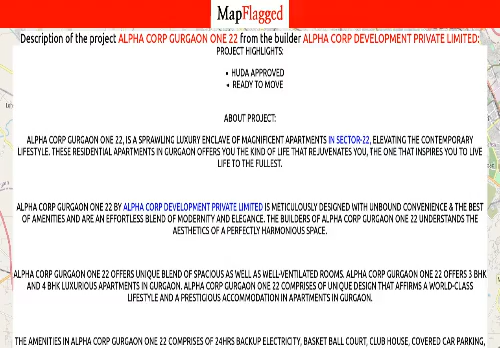 MapFlagged
Description of the project ALPHA CORP GURGAON ONE 22 from the builder ALPHA CORP DEVELOPMENT PRIVATE LIMITED:
PROJECT HIGHLIGHTS:
• HUDA APPROVED
• READY TO MOVE
ABOUT PROJECT:
ALPHA CORP GURGAON ONE 22, IS A SPRAWLING LUXURY ENCLAVE OF MAGNIFICENT APARTMENTS IN SECTOR-22, ELEVATING THE CONTEMPORARY
LIFESTYLE. THESE RESIDENTIAL APARTMENTS IN GURGAON OFFERS YOU THE KIND OF LIFE THAT REJUVENATES YOU, THE ONE THAT INSPIRES YOU TO LIVE
LIFE TO THE FULLEST.
ALPHA CORP GURGAON ONE 22 BY ALPHA CORP DEVELOPMENT PRIVATE LIMITED IS METICULOUSLY DESIGNED WITH UNBOUND CONVENIENCE & THE BEST
OF AMENITIES AND ARE AN EFFORTLESS BLEND OF MODERNITY AND ELEGANCE. THE BUILDERS OF ALPHA CORP GURGAON ONE 22 UNDERSTANDS THE
AESTHETICS OF A PERFECTLY HARMONIOUS SPACE.
ALPHA CORP GURGAON ONE 22 OFFERS UNIQUE BLEND OF SPACIOUS AS WELL AS WELL-VENTILATED ROOMS. ALPHA CORP GURGAON ONE 22 OFFERS 3 BHK
AND 4 BHK LUXURIOUS APARTMENTS IN GURGAON. ALPHA CORP GURGAON ONE 22 COMPRISES OF UNIQUE DESIGN THAT AFFIRMS A WORLD-CLASS
LIFESTYLE AND A PRESTIGIOUS ACCOMMODATION IN APARTMENTS IN GURGAON.
THE AMENITIES IN ALPHA CORP GURGAON ONE 22 COMPRISES OF 24HRS BACKUP ELECTRICITY, BASKET BALL COURT, CLUB HOUSE, COVERED CAR PARKING,